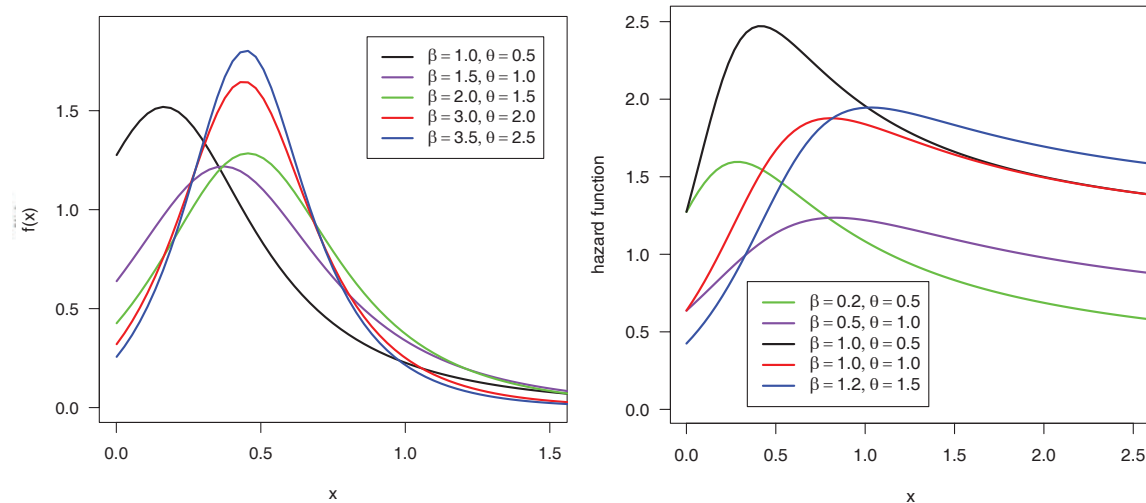 β = 1.0, θ = 0.5
β = 1.5, θ = 1.0
β = 2.0, θ = 1.5
β = 3.0, θ = 2.0
β = 3.5, θ = 2.5
1.5
1.0
0.5
0.0
f(x)
0.0 0.5 1.0 1.5
x
2.5
2.0
1.5
1.0
0.5
0.0
hazard function
β = 0.2, θ = 0.5
β = 0.5, θ = 1.0
β = 1.0, θ = 0.5
β = 1.0, θ = 1.0
β = 1.2, θ = 1.5
0.0 0.5 1.0 1.5 2.0 2.5
x